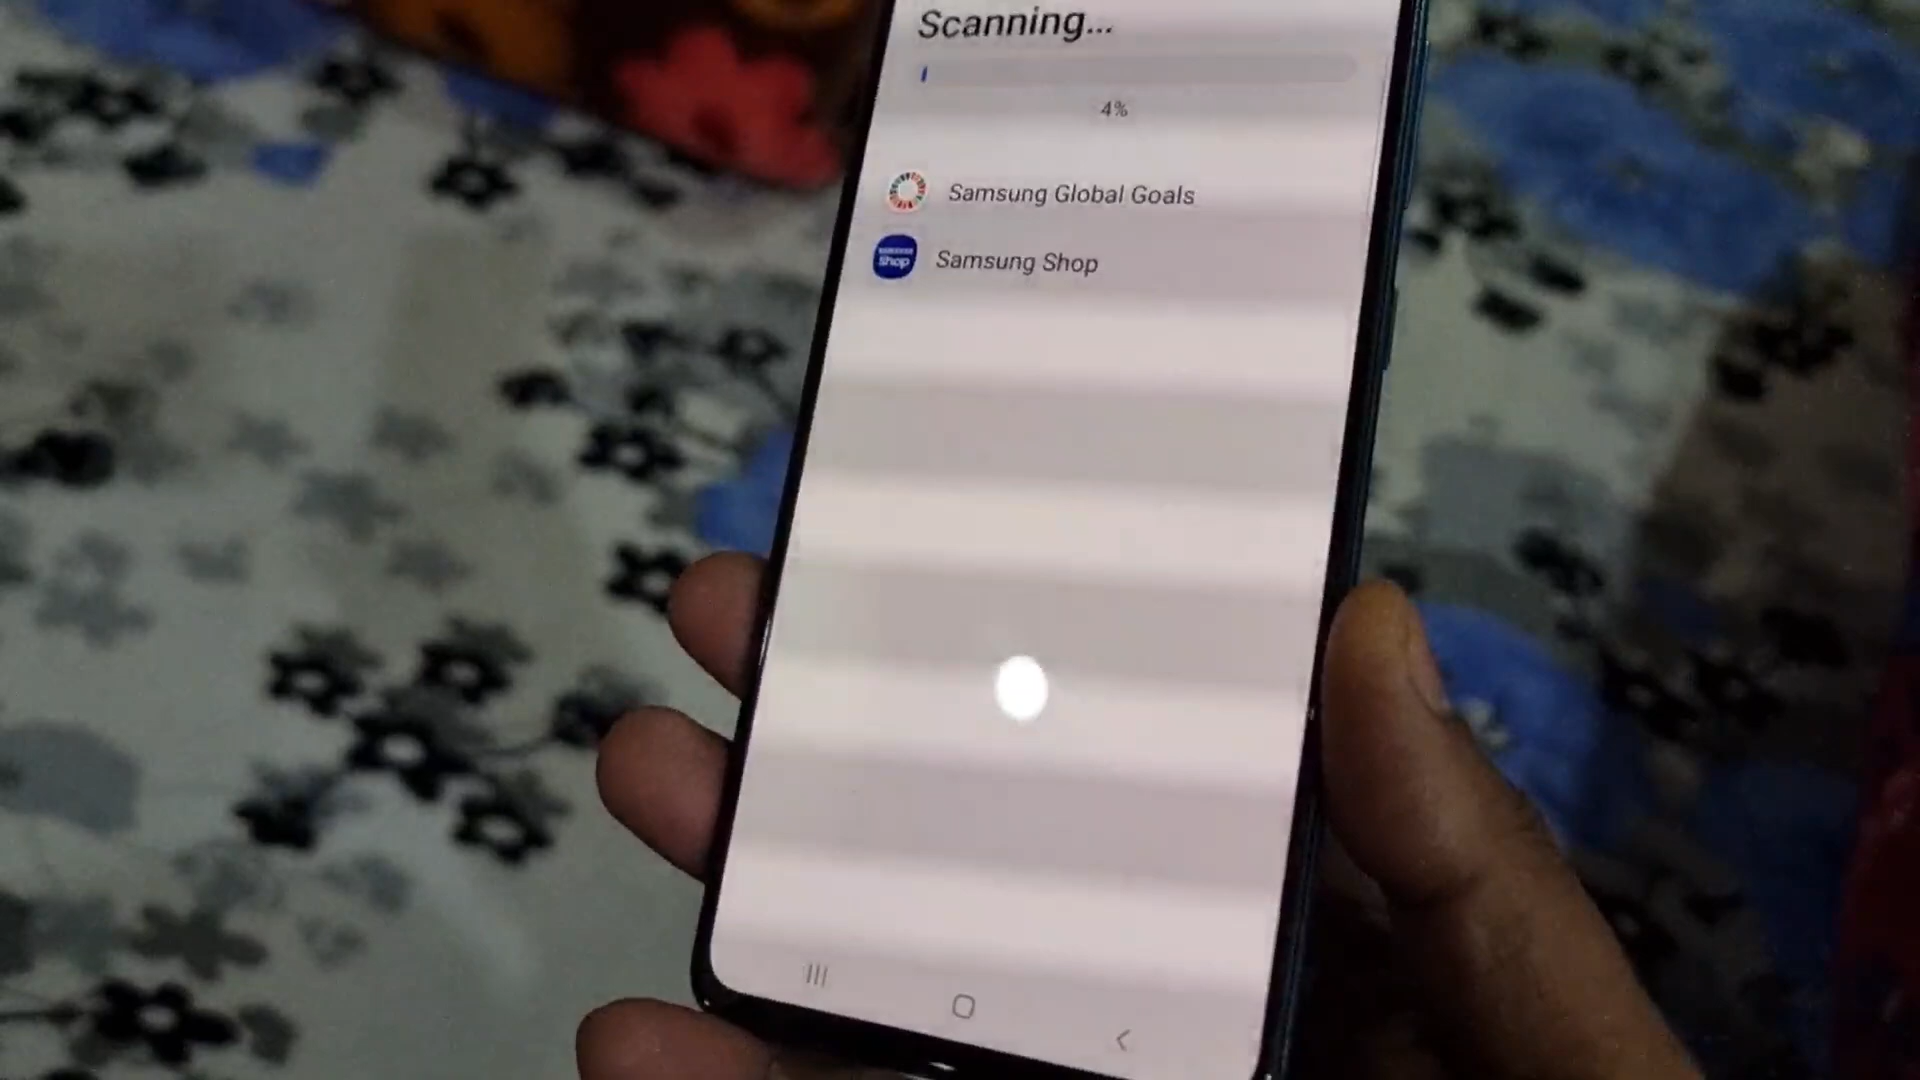 Scanning...
4%
Samsung Global Goals
Shop
Samsung Shop